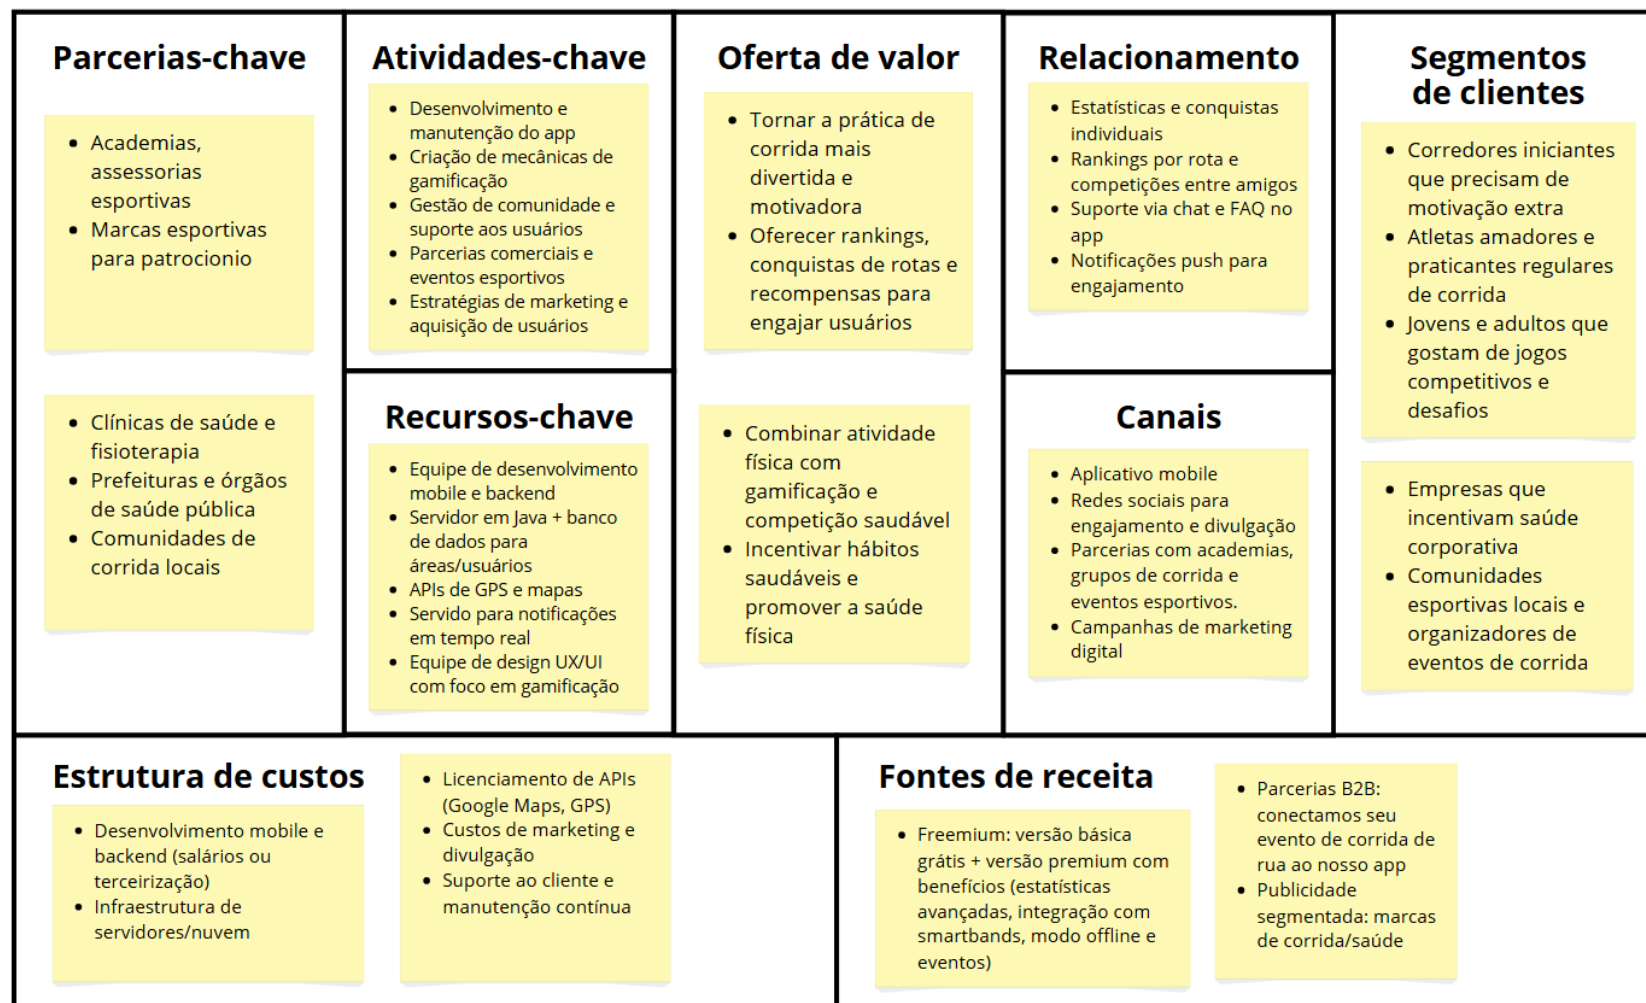 Parcerias-chave
• Academias,
assessorias
esportivas
• Marcas esportivas
para patrocionio
• Clínicas de saúde e
fisioterapia
• Prefeituras e órgãos
de saúde pública
• Comunidades de
corrida locais
Atividades-chave
• Desenvolvimento e
manutenção do app
• Criação de mecânicas de
gamificação
• Gestão de comunidade e
suporte aos usuários
• Parcerias comerciais e
eventos esportivos
• Estratégias de marketing e
aquisição de usuários
Recursos-chave
• Equipe de desenvolvimento
mobile e backend
• Servidor em Java + banco
de dados para
áreas/usuários
• APIs de GPS e mapas
• Servido para notificações
em tempo real
• Equipe de design UX/UI
com foco em gamificação
Oferta de valor
• Tornar a prática de
corrida mais
divertida e
motivadora
• Oferecer rankings,
conquistas de rotas e
recompensas para
engajar usuários
• Combinar atividade
física com
gamificação e
competição saudável
• Incentivar hábitos
saudáveis e
promover a saúde
física
Relacionamento
• Estatísticas e conquistas
individuais
• Rankings por rota e
competições entre amigos
• Suporte via chat e FAQ no
app
• Notificações push para
engajamento
Canais
• Aplicativo mobile
• Redes sociais para
engajamento e divulgação
• Parcerias com academias,
grupos de corrida e
eventos esportivos.
• Campanhas de marketing
digital
Segmentos
de clientes
• Corredores iniciantes
que precisam de
motivação extra
• Atletas amadores e
praticantes regulares
de corrida
• Jovens e adultos que
gostam de jogos
competitivos e
desafios
• Empresas que
incentivam saúde
corporativa
• Comunidades
esportivas locais e
organizadores de
eventos de corrida
Estrutura de custos
• Desenvolvimento mobile e
backend (salários ou
terceirização)
• Infraestrutura de
servidores/nuvem
• Licenciamento de APIs
(Google Maps, GPS)
• Custos de marketing e
divulgação
• Suporte ao cliente e
manutenção contínua
Fontes de receita
• Freemium: versão básica
grátis + versão premium com
benefícios (estatísticas
avançadas, integração com
smartbands, modo offline e
eventos)
• Parcerias B2B:
conectamos seu
evento de corrida de
rua ao nosso app
• Publicidade
segmentada: marcas
de corrida/saúde